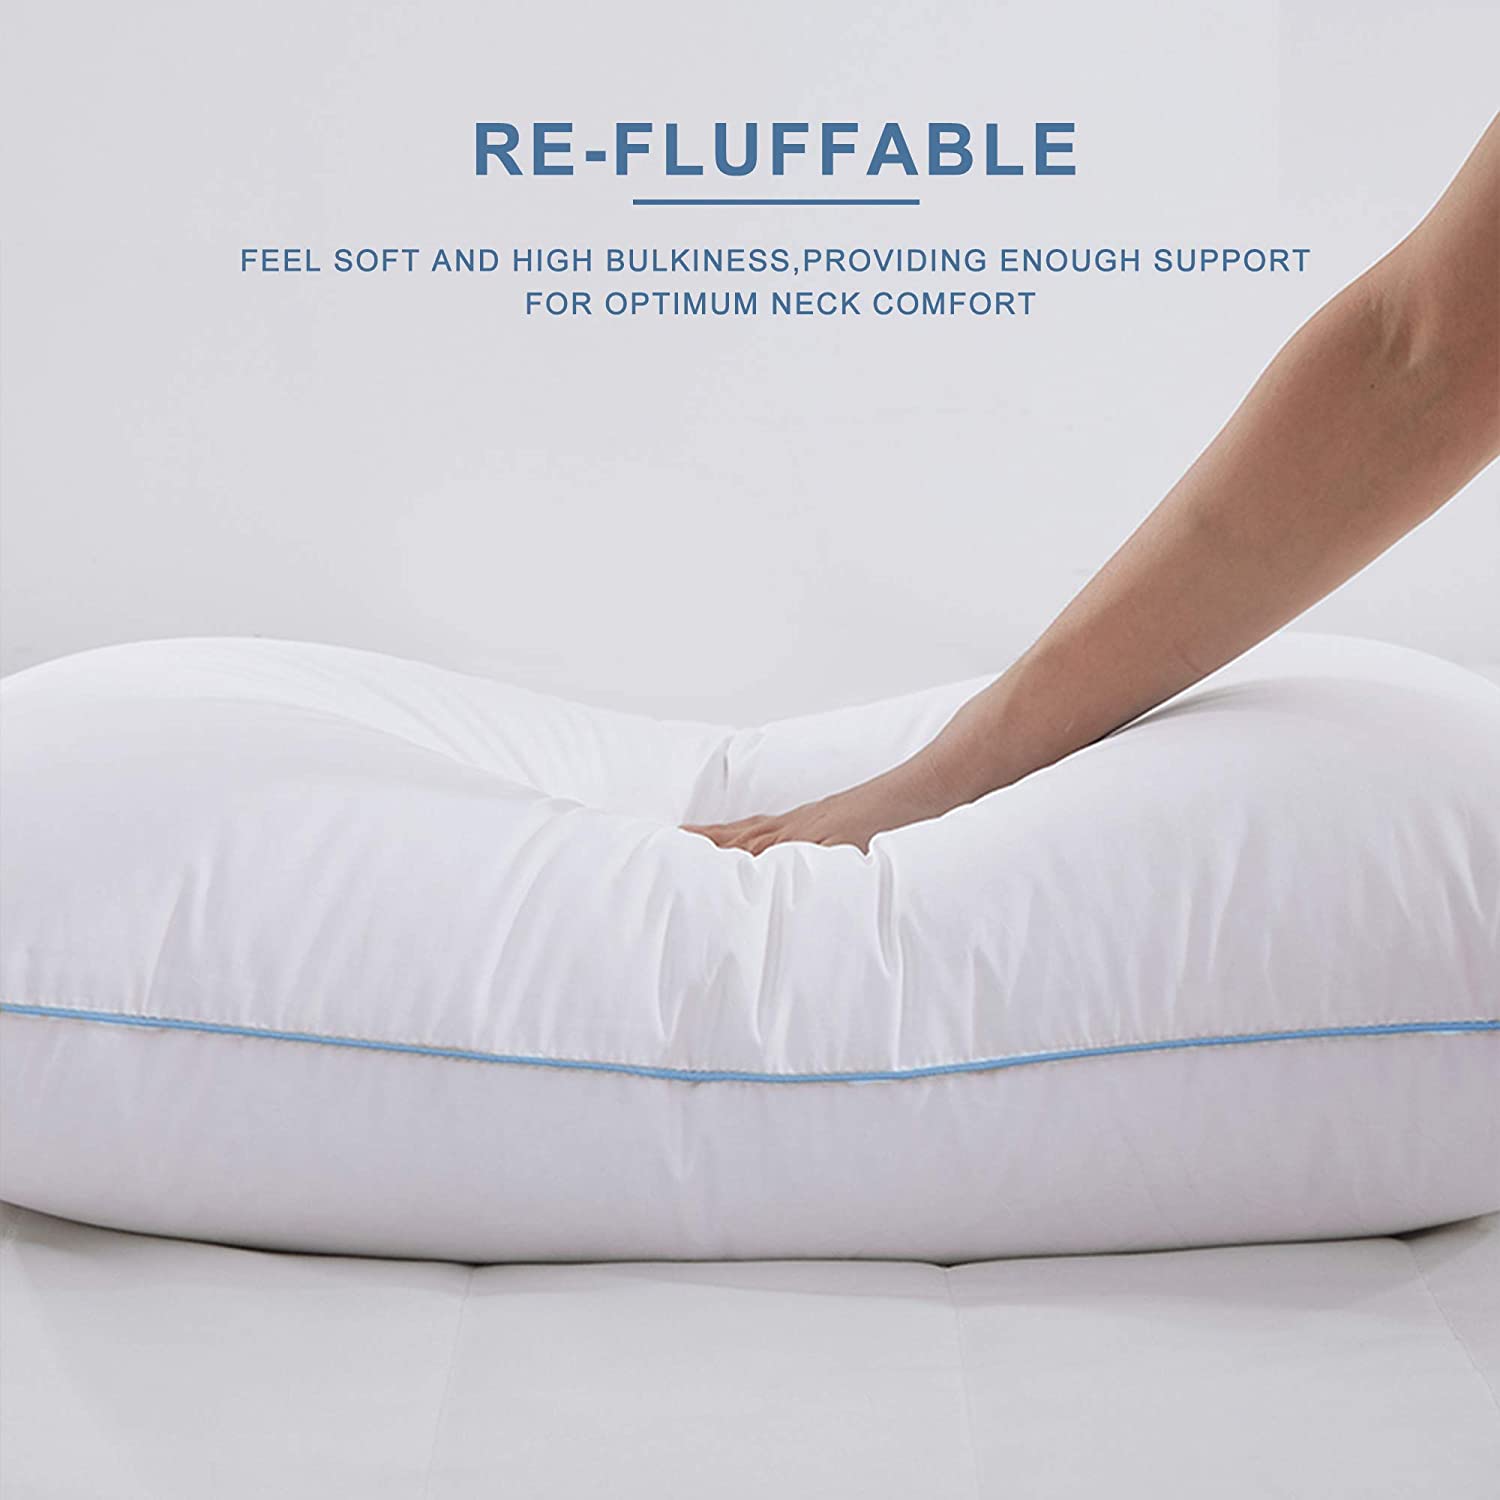 RE-FLUFFABLE
FEEL SOFT AND HIGH BULKINESS,PROVIDING ENOUGH SUPPORT
FOR OPTIMUM NECK COMFORT